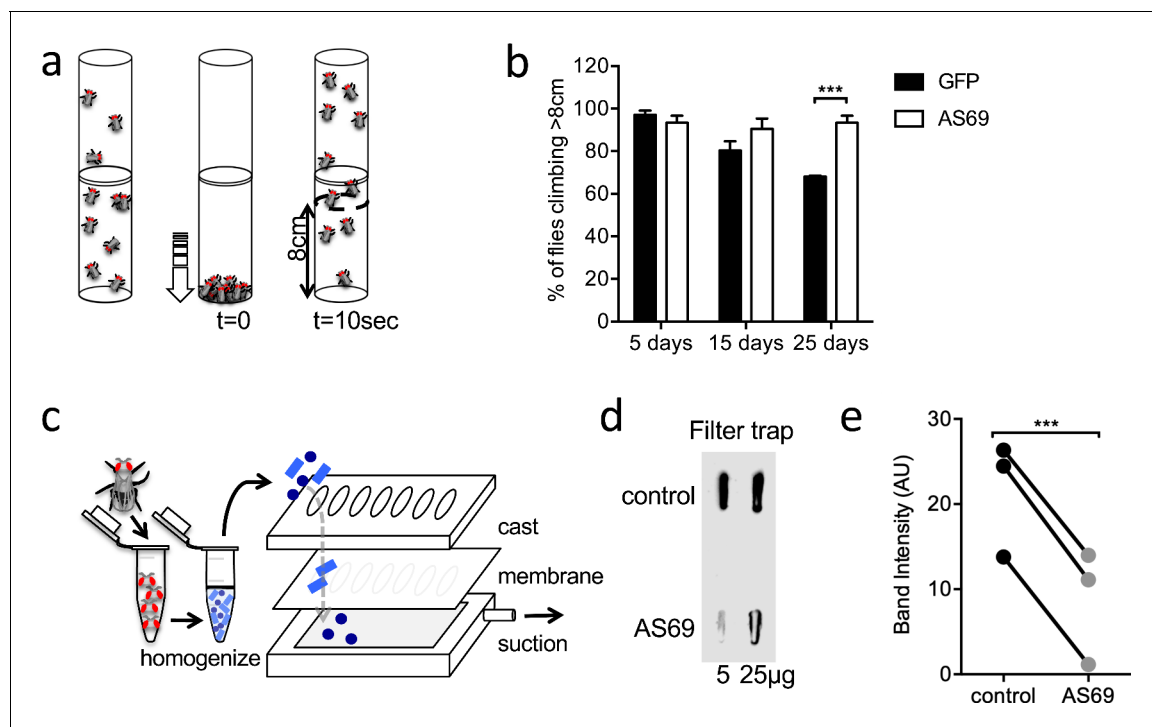 a
8cm
t=0
t=10sec
b
% of flies climbing >8cm
120
100
80
60
40
20
0
***
GFP
AS69
5 days
15 days
25 days
c
homogenize
cast
membrane
suction
d
Filter trap
control
AS69
5 25µg
e
Band Intensity (AU)
30
20
10
0
***
control
AS69